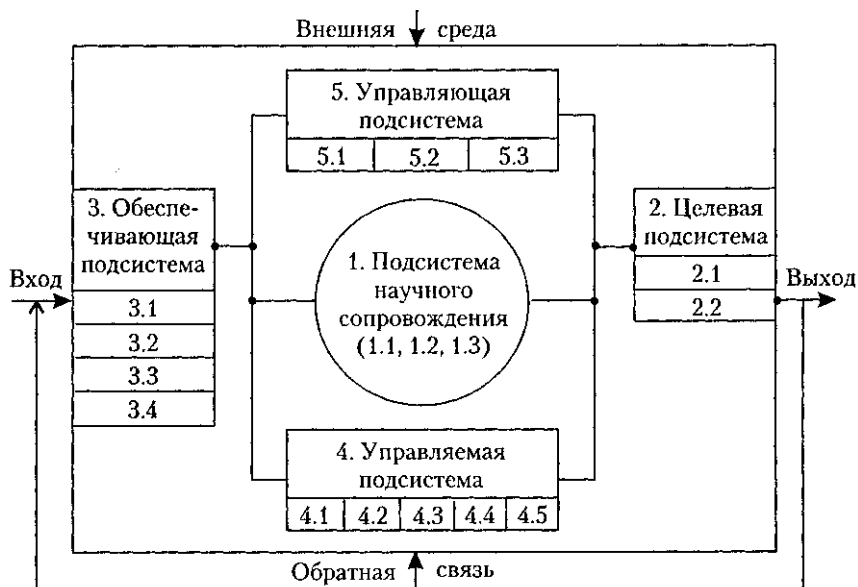 Внешняя среда
5. Управляющая
подсистема
5.1 5.2 5.3
3. Обеспе-
чивающая
подсистема
3.1
3.2
3.3
3.4
Вход
1. Подсистема
научного
сопровождения
(1.1, 1.2, 1.3)
2. Целевая
подсистема
2.1
2.2
Выход
4. Управляемая
подсистема
4.1 4.2 4.3 4.4 4.5
Обратная связь